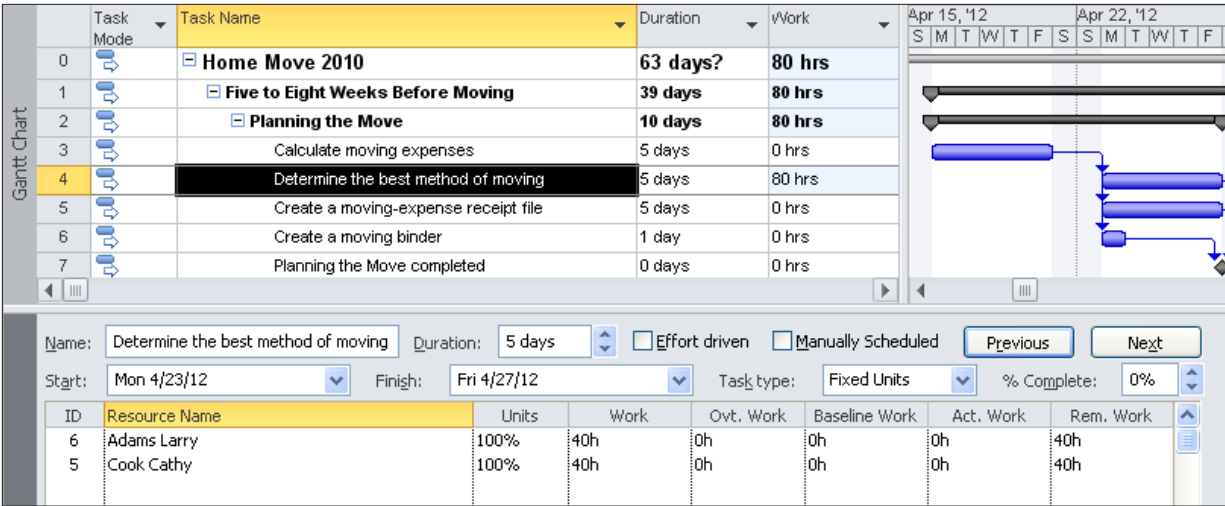 Task Mode Task Name Duration Work Apr 15, '12 Apr 22, '12
S M T W T F S S M T W T F
0 Home Move 2010 63 days? 80 hrs
1 Five to Eight Weeks Before Moving 39 days 80 hrs
2 Planning the Move 10 days 80 hrs
3 Calculate moving expenses 5 days 0 hrs
4 Determine the best method of moving 5 days 80 hrs
5 Create a moving-expense receipt file 5 days 0 hrs
6 Create a moving binder 1 day 0 hrs
7 Planning the Move completed 0 days 0 hrs
Gantt Chart
Name: Determine the best method of moving Duration: 5 days Effort driven Manually Scheduled Previous Next
Start: Mon 4/23/12 Finish: Fri 4/27/12 Task type: Fixed Units % Complete: 0%
ID Resource Name Units Work Ovt. Work Baseline Work Act. Work Rem. Work
6 Adams Larry 100% 40h 0h 0h 0h 40h
5 Cook Cathy 100% 40h 0h 0h 0h 40h